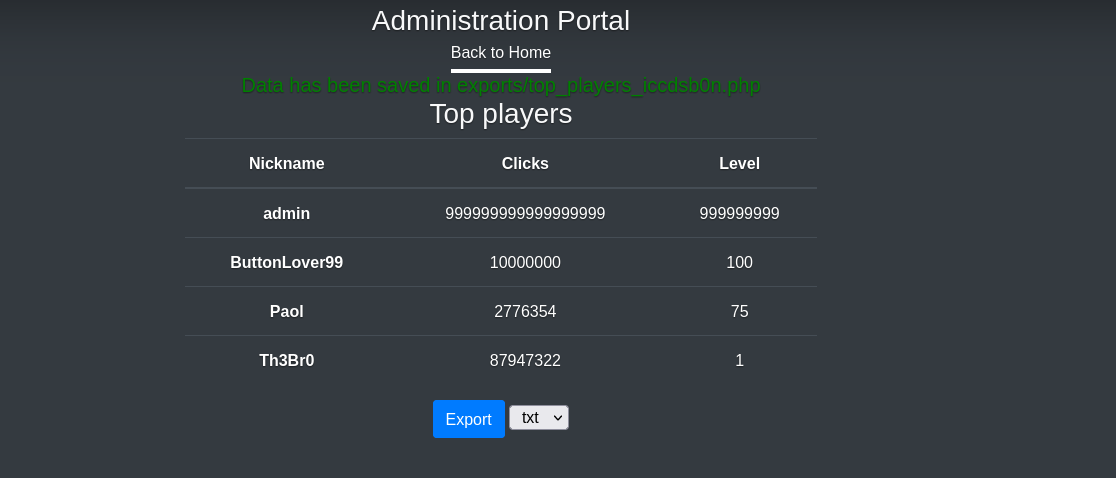 Administration Portal
Back to Home
Data has been saved in exports/top_players_iccdsb0n.php
Top players
Nickname Clicks Level
admin 999999999999999999 999999999
ButtonLover99 10000000 100
Paol 2776354 75
Th3Br0 87947322 1
Export txt